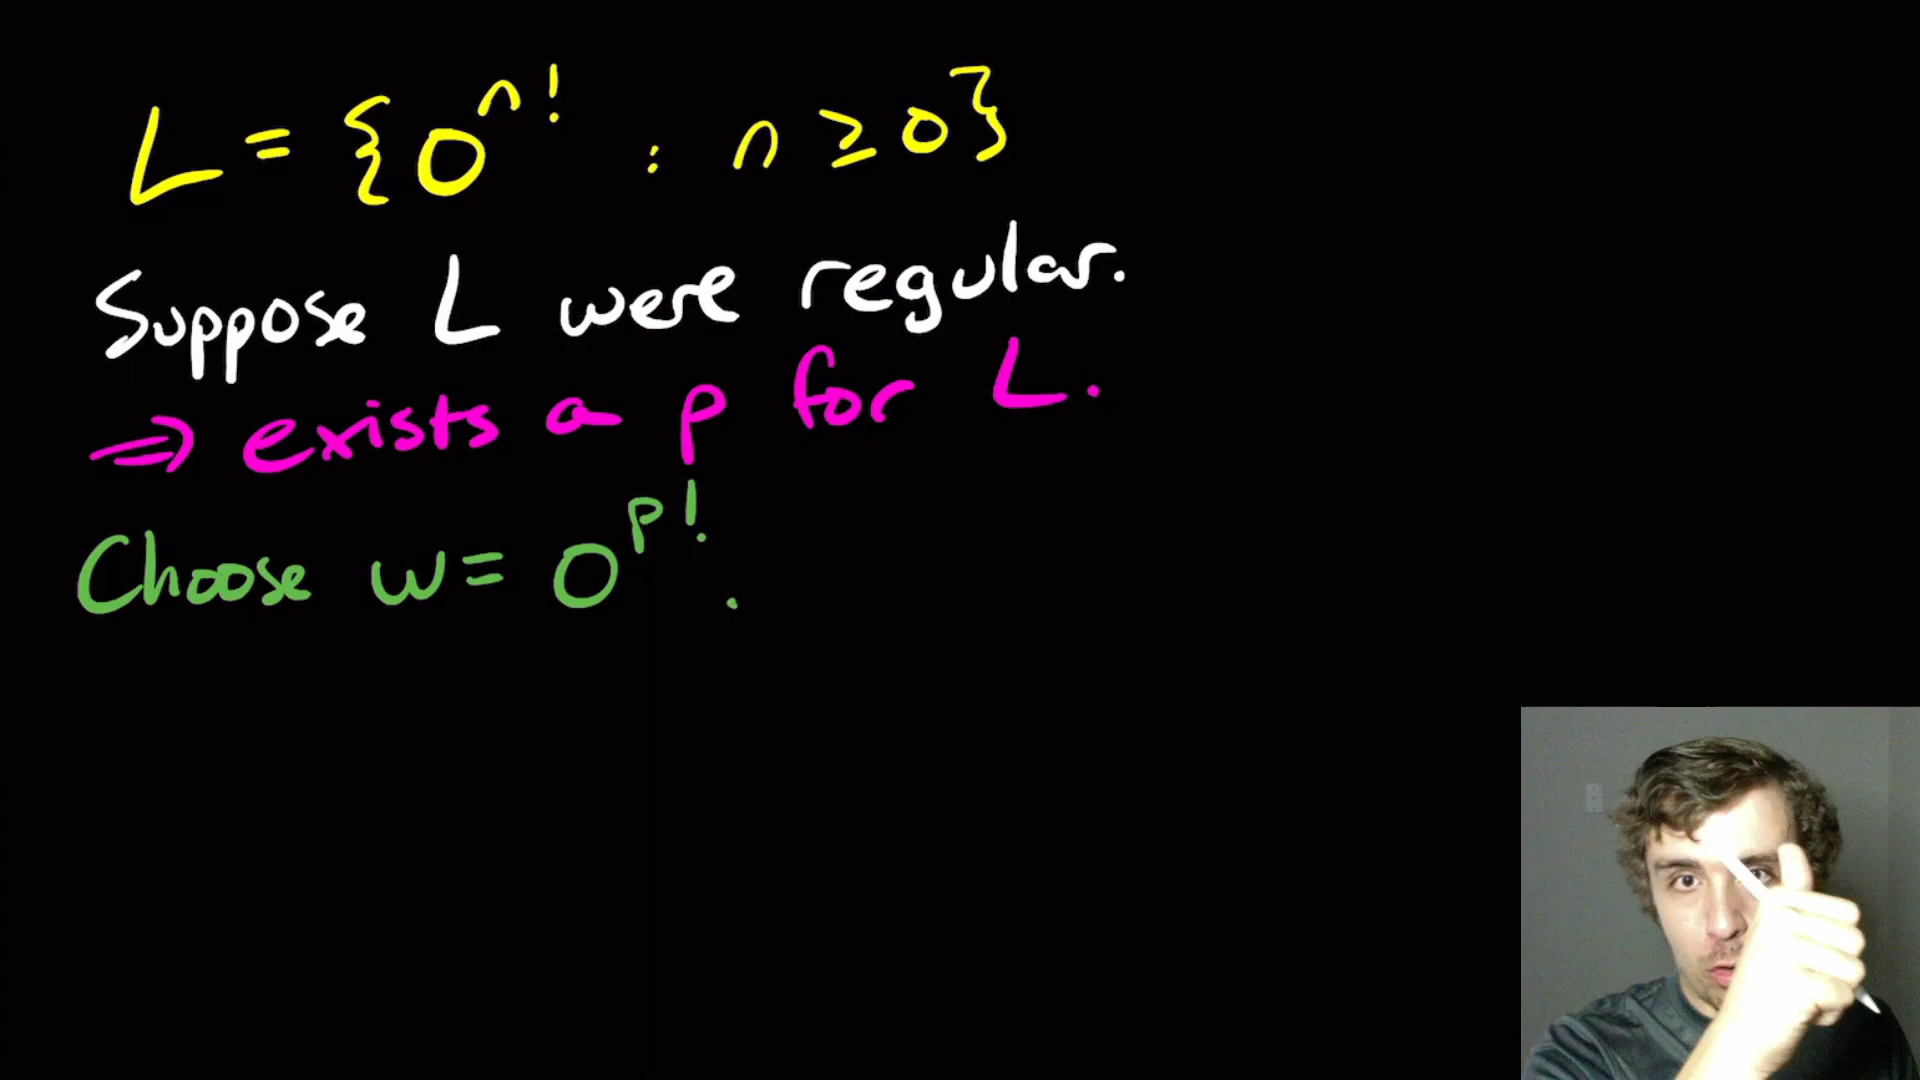 L = {0^n! : n ≥ 0}
Suppose L were regular.
⇒ exists a p for L.
Choose w = 0^p! .